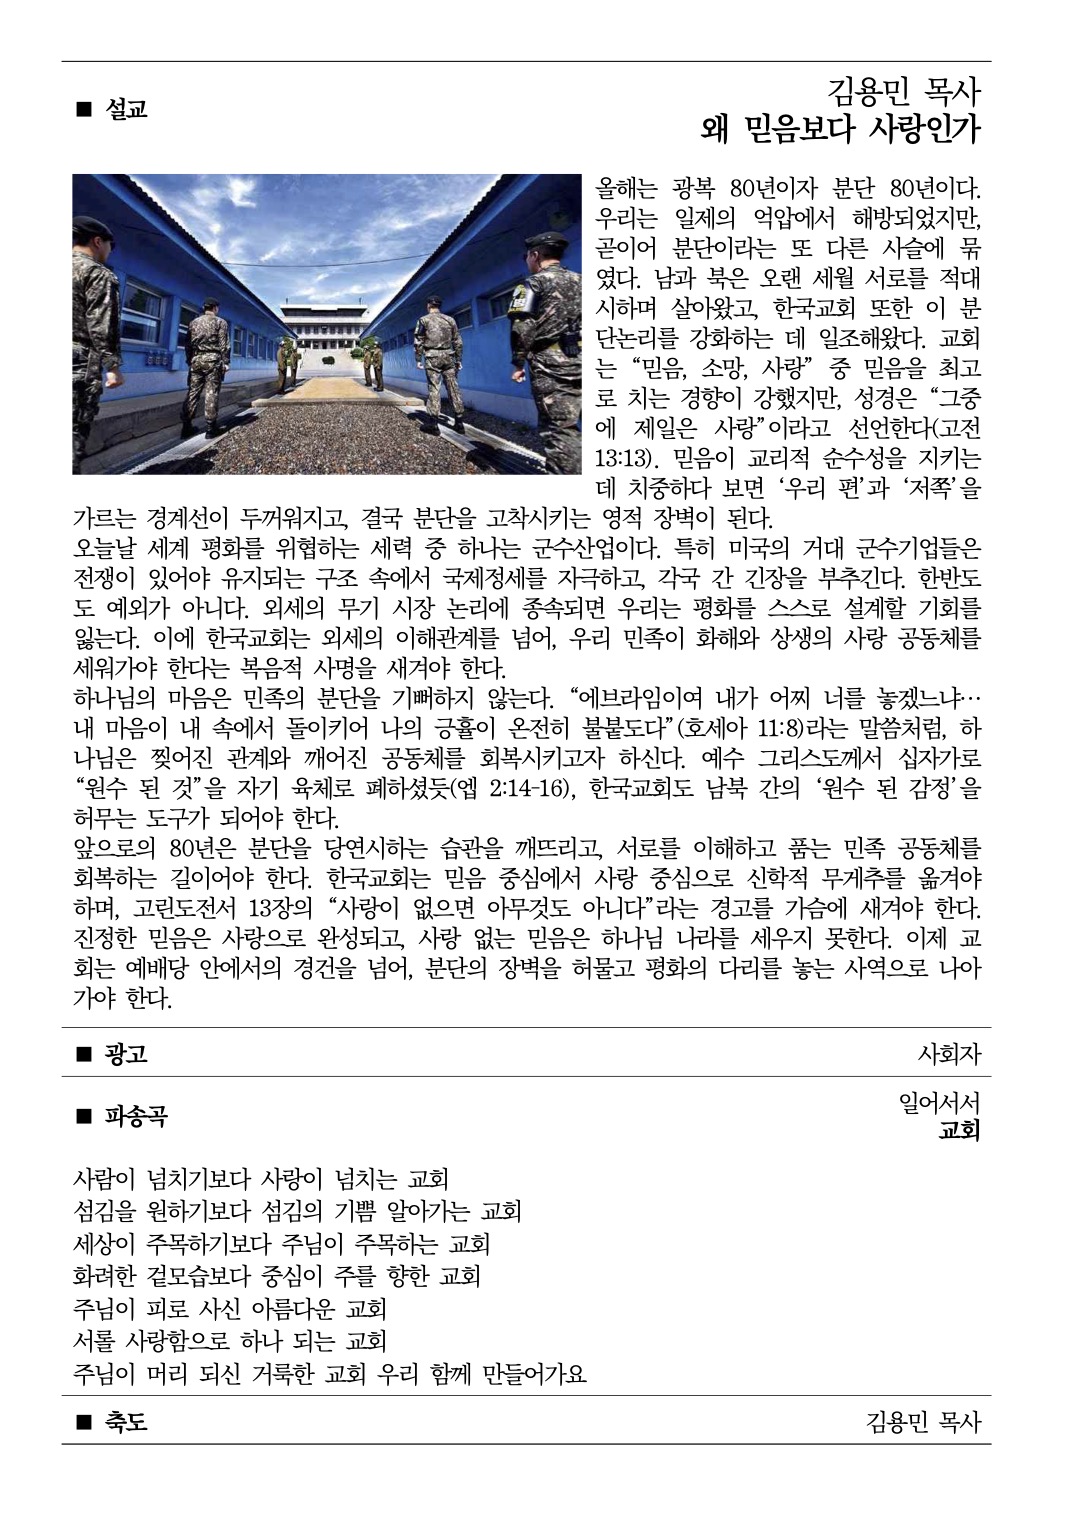 ■ 설교
김용민 목사
왜 믿음보다 사랑인가
올해는 광복 80년이자 분단 80년이다.
우리는 일제의 억압에서 해방되었지만,
곧이어 분단이라는 또 다른 사슬에 묶
였다. 남과 북은 오랜 세월 서로를 적대
시하며 살아왔고, 한국교회 또한 이 분
단논리를 강화하는 데 일조해왔다. 교회
는 “믿음, 소망, 사랑” 중 믿음을 최고
로 치는 경향이 강했지만, 성경은 “그중
에 제일은 사랑”이라고 선언한다(고전
13:13). 믿음이 교리적 순수성을 지키는
데 치중하다 보면 ‘우리 편’과 ‘저쪽’을
가르는 경계선이 두꺼워지고, 결국 분단을 고착시키는 영적 장벽이 된다.
오늘날 세계 평화를 위협하는 세력 중 하나는 군수산업이다. 특히 미국의 거대 군수기업들은
전쟁이 있어야 유지되는 구조 속에서 국제정세를 자극하고, 각국 간 긴장을 부추긴다. 한반도
도 예외가 아니다. 외세의 무기 시장 논리에 종속되면 우리는 평화를 스스로 설계할 기회를
잃는다. 이에 한국교회는 외세의 이해관계를 넘어, 우리 민족이 화해와 상생의 사랑 공동체를
세워가야 한다는 복음적 사명을 새겨야 한다.
하나님의 마음은 민족의 분단을 기뻐하지 않는다. “에브라임이여 내가 어찌 너를 놓겠느냐…
내 마음이 내 속에서 돌이키어 나의 긍휼이 온전히 불붙도다”(호세아 11:8)라는 말씀처럼, 하
나님은 찢어진 관계와 깨어진 공동체를 회복시키고자 하신다. 예수 그리스도께서 십자가로
“원수 된 것”을 자기 육체로 폐하셨듯(엡 2:14-16), 한국교회도 남북 간의 ‘원수 된 감정’을
허무는 도구가 되어야 한다.
앞으로의 80년은 분단을 당연시하는 습관을 깨뜨리고, 서로를 이해하고 품는 민족 공동체를
회복하는 길이어야 한다. 한국교회는 믿음 중심에서 사랑 중심으로 신학적 무게추를 옮겨야
하며, 고린도전서 13장의 “사랑이 없으면 아무것도 아니다”라는 경고를 가슴에 새겨야 한다.
진정한 믿음은 사랑으로 완성되고, 사랑 없는 믿음은 하나님 나라를 세우지 못한다. 이제 교
회는 예배당 안에서의 경건을 넘어, 분단의 장벽을 허물고 평화의 다리를 놓는 사역으로 나아
가야 한다.
■ 광고 사회자
■ 파송곡
일어서서
교회
사람이 넘치기보다 사랑이 넘치는 교회
섬김을 원하기보다 섬김의 기쁨 알아가는 교회
세상이 주목하기보다 주님이 주목하는 교회
화려한 겉모습보다 중심이 주를 향한 교회
주님이 피로 사신 아름다운 교회
서롤 사랑함으로 하나 되는 교회
주님이 머리 되신 거룩한 교회 우리 함께 만들어가요
■ 축도 김용민 목사